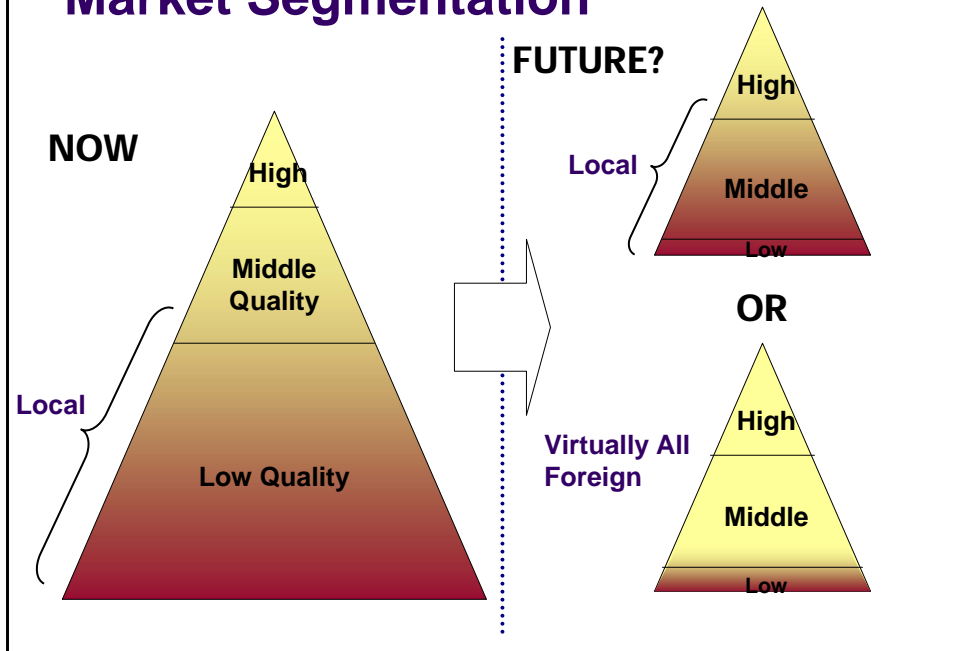 Market Segmentation
NOW
High
Middle
Quality
Local
Low Quality
FUTURE?
High
Local
Middle
Low
OR
High
Virtually All
Foreign
Middle
Low